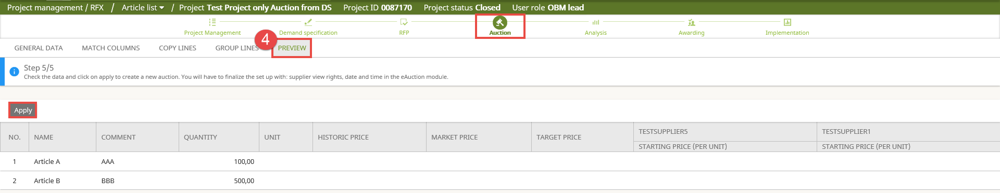 Project management / RFX / Article list / Project Test Project only Auction from DS Project ID 0087170 Project status Closed User role OBM lead
Project Management Demand specification RFP Auction Analysis Awarding Implementation
4
GENERAL DATA MATCH COLUMNS COPY LINES GROUP LINES PREVIEW
Step 5/5
Check the data and click on apply to create a new auction. You will have to finalize the set up with: supplier view rights, date and time in the eAuction module.
Apply
NO. NAME COMMENT QUANTITY UNIT HISTORIC PRICE MARKET PRICE TARGET PRICE TESTSUPPLIER5 TESTSUPPLIER1
STARTING PRICE (PER UNIT) STARTING PRICE (PER UNIT)
1 Article A AAA 100,00
2 Article B BBB 500,00